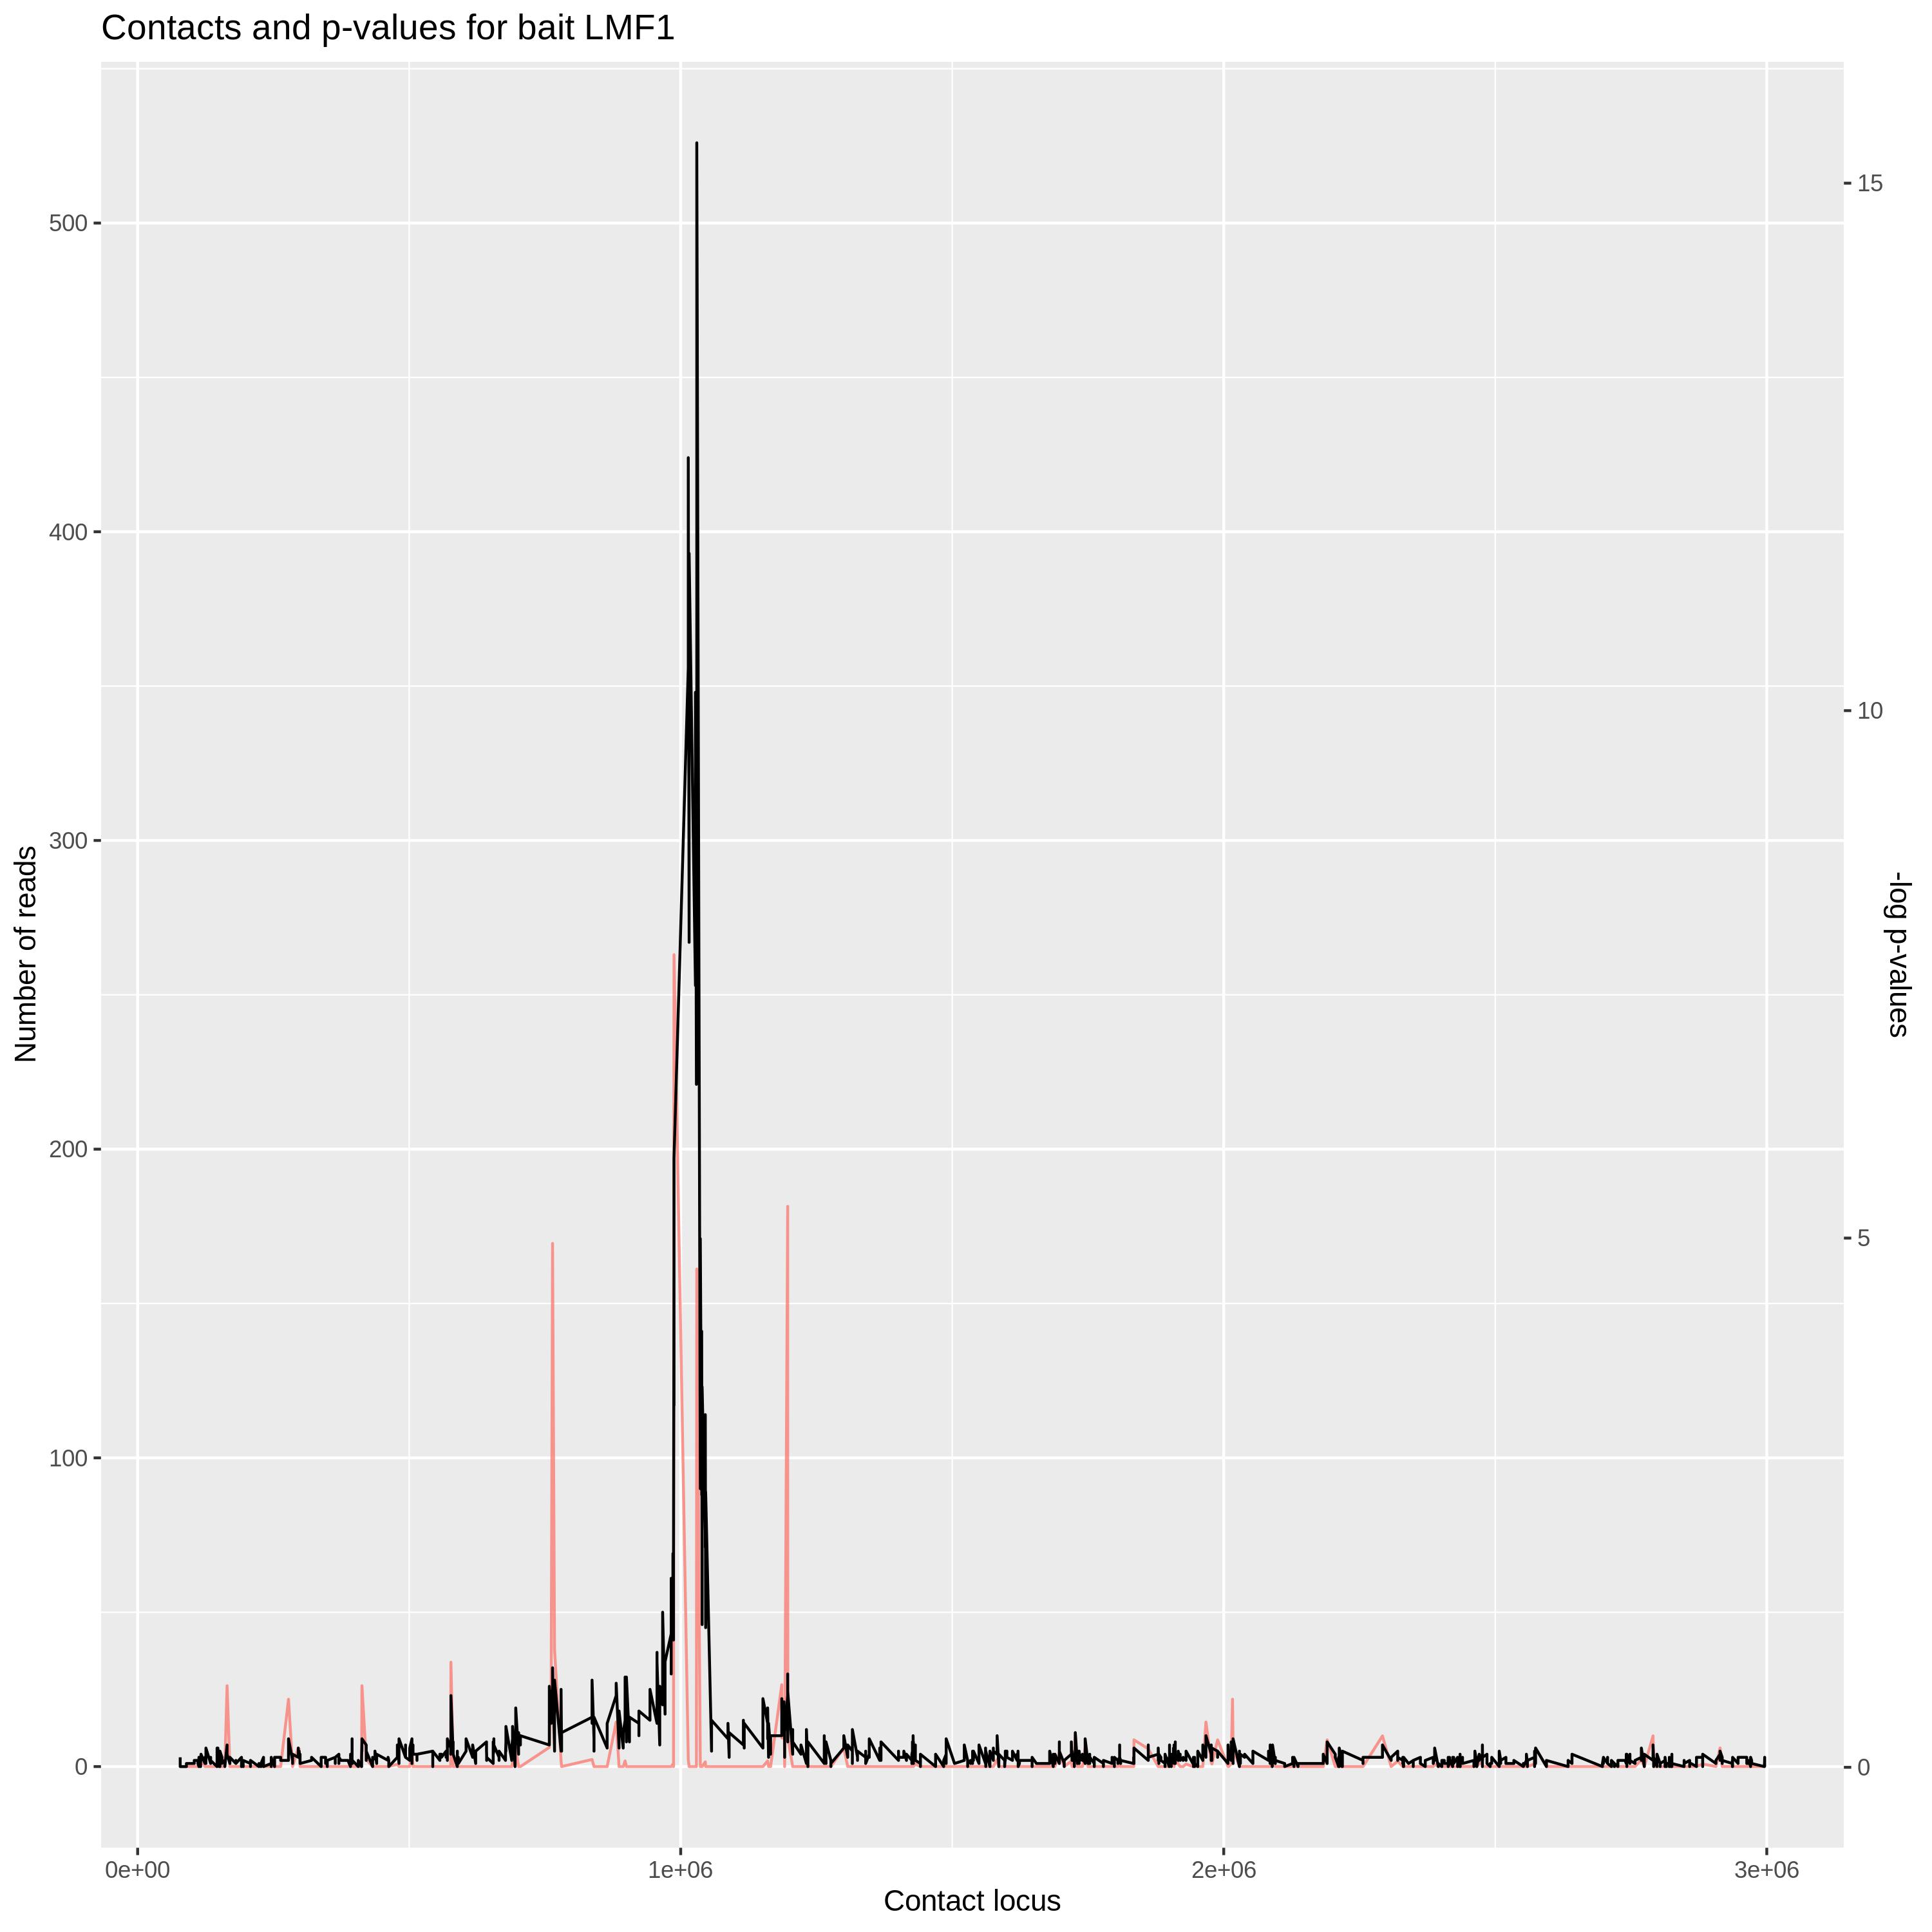 Contacts and p-values for bait LMF1
Number of reads
500
400
300
200
100
0
15
10
5
0
-log p-values
0e+00
1e+06
2e+06
3e+06
Contact locus